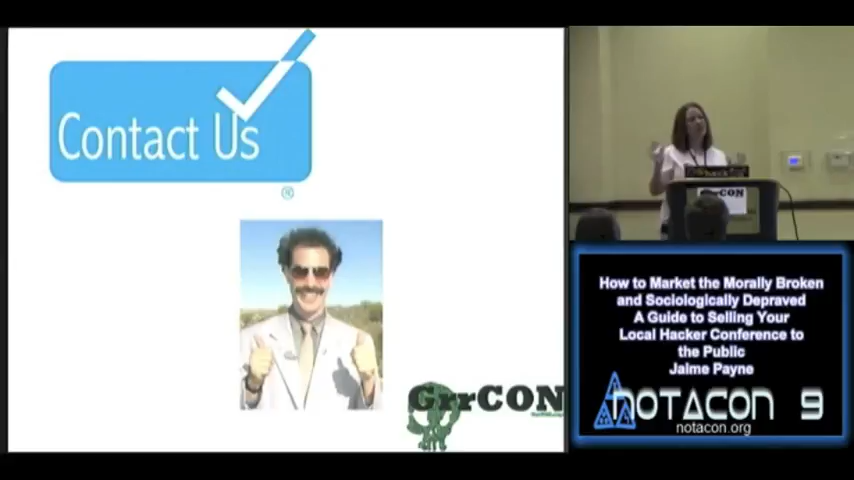 Contact Us
®
GrrCON
GrrCON
How to Market the Morally Broken
and Sociologically Depraved
A Guide to Selling Your
Local Hacker Conference to
the Public
Jaime Payne
NOTACON 9
notacon.org